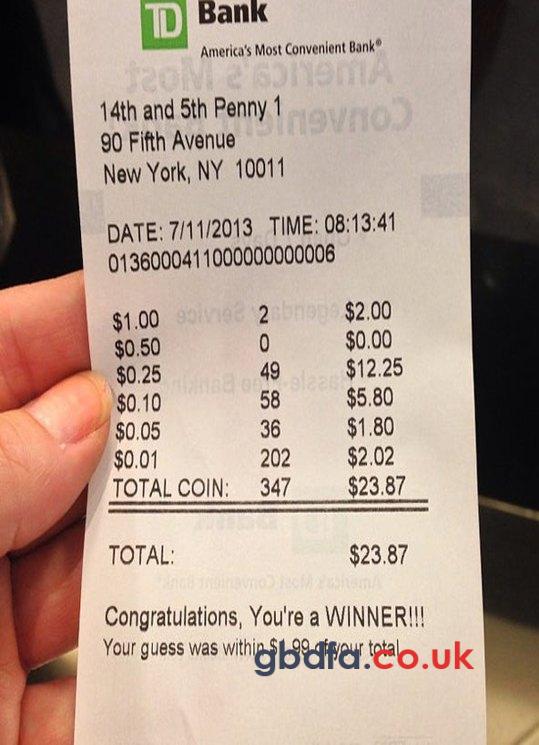 TD Bank
America's Most Convenient Bank®
14th and 5th Penny 1
90 Fifth Avenue
New York, NY 10011
DATE: 7/11/2013 TIME: 08:13:41
0136000411000000000006
$1.00 2 $2.00
$0.50 0 $0.00
$0.25 49 $12.25
$0.10 58 $5.80
$0.05 36 $1.80
$0.01 202 $2.02
TOTAL COIN: 347 $23.87
TOTAL: $23.87
Congratulations, You're a WINNER!!!
Your guess was within $1.99 of your total
gbdfa.co.uk